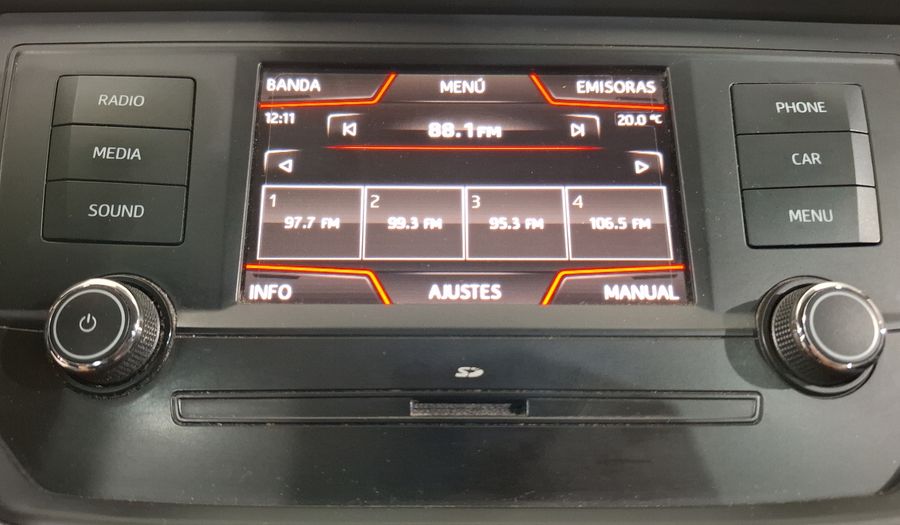 RADIO
MEDIA
SOUND
BANDA MENÚ EMISORAS
12:11 88.1 FM 20.0 °C
1 2 3 4
97.7 FM 99.3 FM 95.3 FM 106.5 FM
INFO AJUSTES MANUAL
PHONE
CAR
MENU
SD